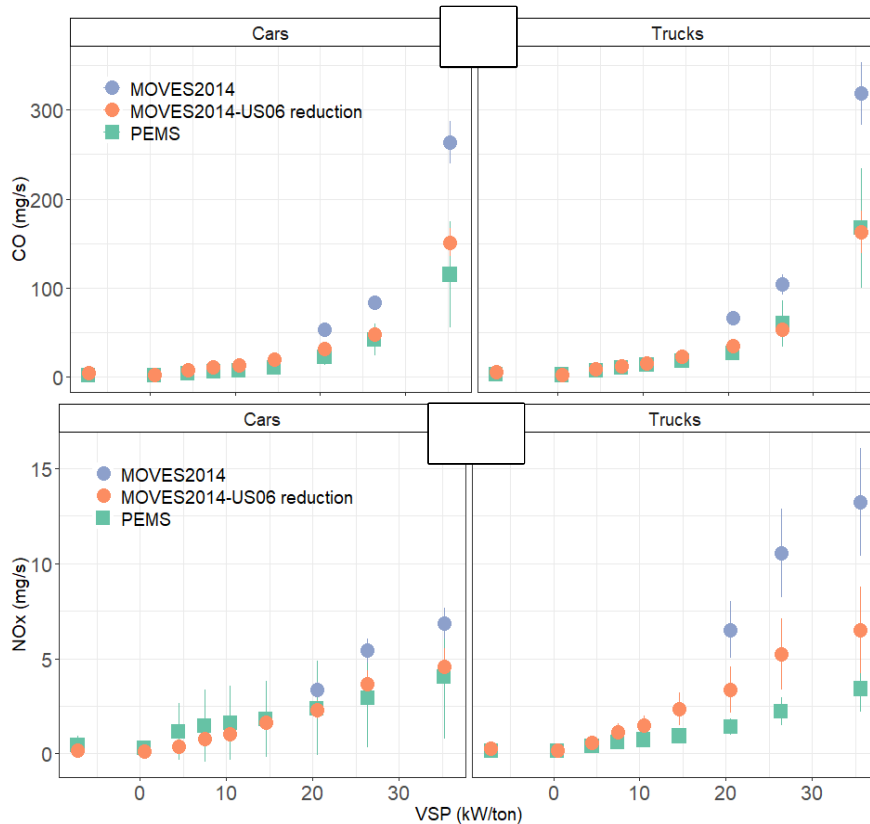 Cars
Trucks
MOVES2014
MOVES2014-US06 reduction
PEMS
CO (mg/s)
300
200
100
0
Cars
Trucks
MOVES2014
MOVES2014-US06 reduction
PEMS
NOx (mg/s)
15
10
5
0
0 10 20 30 0 10 20 30
VSP (kW/ton)